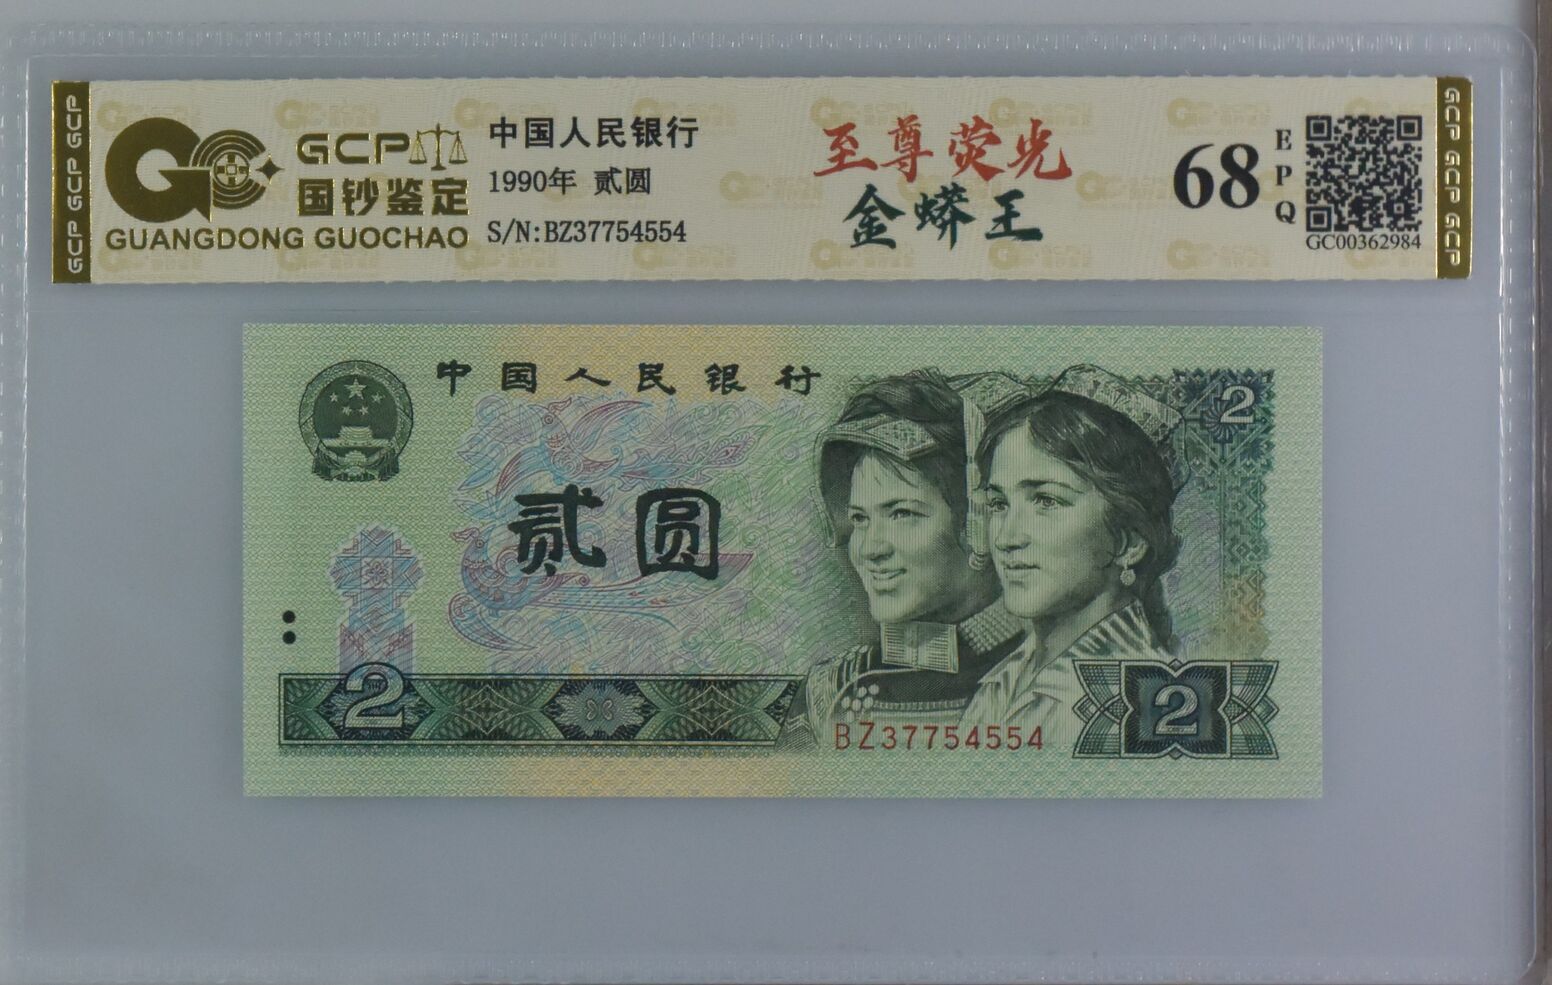 GCP GCP GCP
GCP
国钞鉴定
GUANGDONG GUOCHAO
中国人民银行
1990年 贰圆
S/N:BZ37754554
至尊荧光
金蟒王
68
EPQ
GC00362984
GCP GCP GCP
中国人民银行
2
贰圆
2
BZ37754554
2